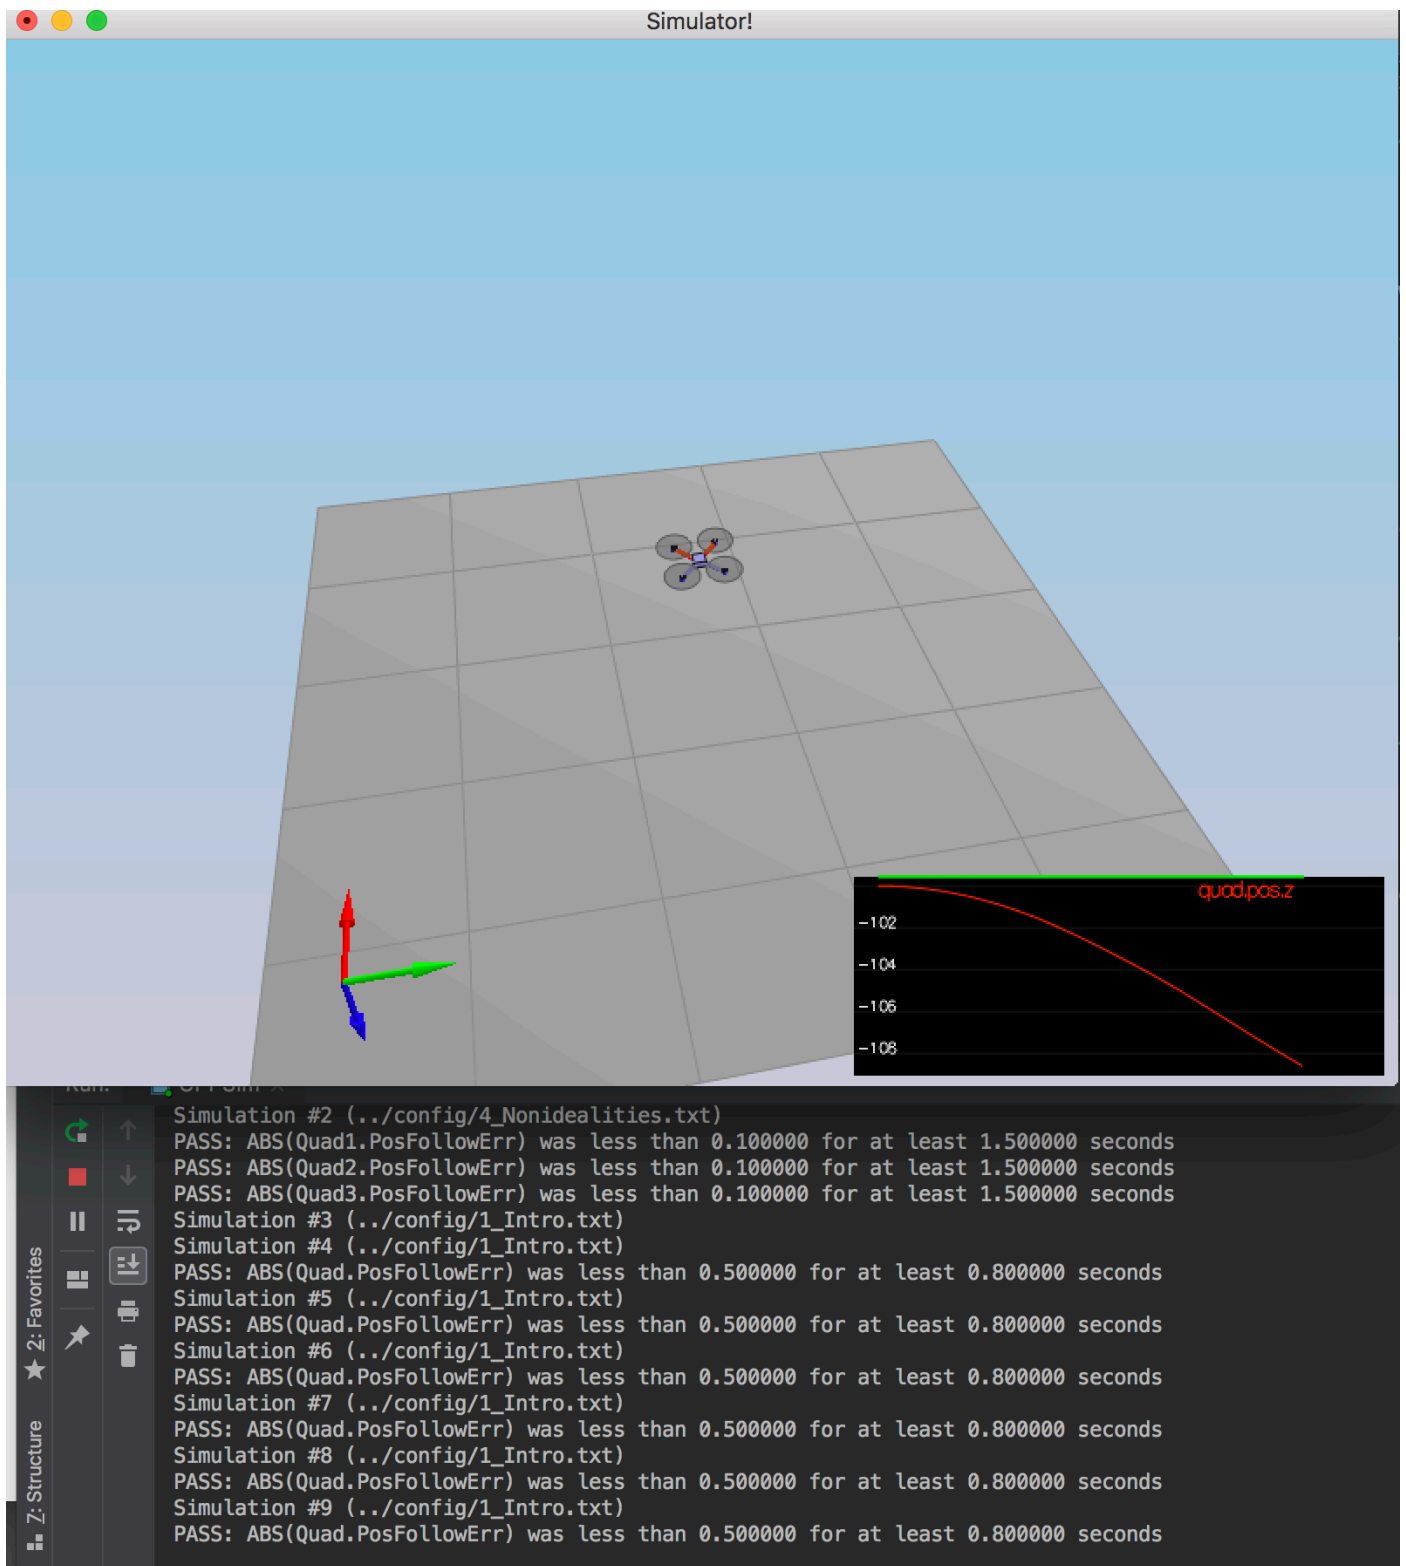 Simulator!
quad.pos.z
-102
-104
-106
-108
Run:
Simulation #2 (../config/4_Nonidealities.txt)
PASS: ABS(Quad1.PosFollowErr) was less than 0.100000 for at least 1.500000 seconds
PASS: ABS(Quad2.PosFollowErr) was less than 0.100000 for at least 1.500000 seconds
PASS: ABS(Quad3.PosFollowErr) was less than 0.100000 for at least 1.500000 seconds
Simulation #3 (../config/1_Intro.txt)
Simulation #4 (../config/1_Intro.txt)
PASS: ABS(Quad.PosFollowErr) was less than 0.500000 for at least 0.800000 seconds
Simulation #5 (../config/1_Intro.txt)
PASS: ABS(Quad.PosFollowErr) was less than 0.500000 for at least 0.800000 seconds
Simulation #6 (../config/1_Intro.txt)
PASS: ABS(Quad.PosFollowErr) was less than 0.500000 for at least 0.800000 seconds
Simulation #7 (../config/1_Intro.txt)
PASS: ABS(Quad.PosFollowErr) was less than 0.500000 for at least 0.800000 seconds
Simulation #8 (../config/1_Intro.txt)
PASS: ABS(Quad.PosFollowErr) was less than 0.500000 for at least 0.800000 seconds
Simulation #9 (../config/1_Intro.txt)
PASS: ABS(Quad.PosFollowErr) was less than 0.500000 for at least 0.800000 seconds
2: Favorites
7: Structure